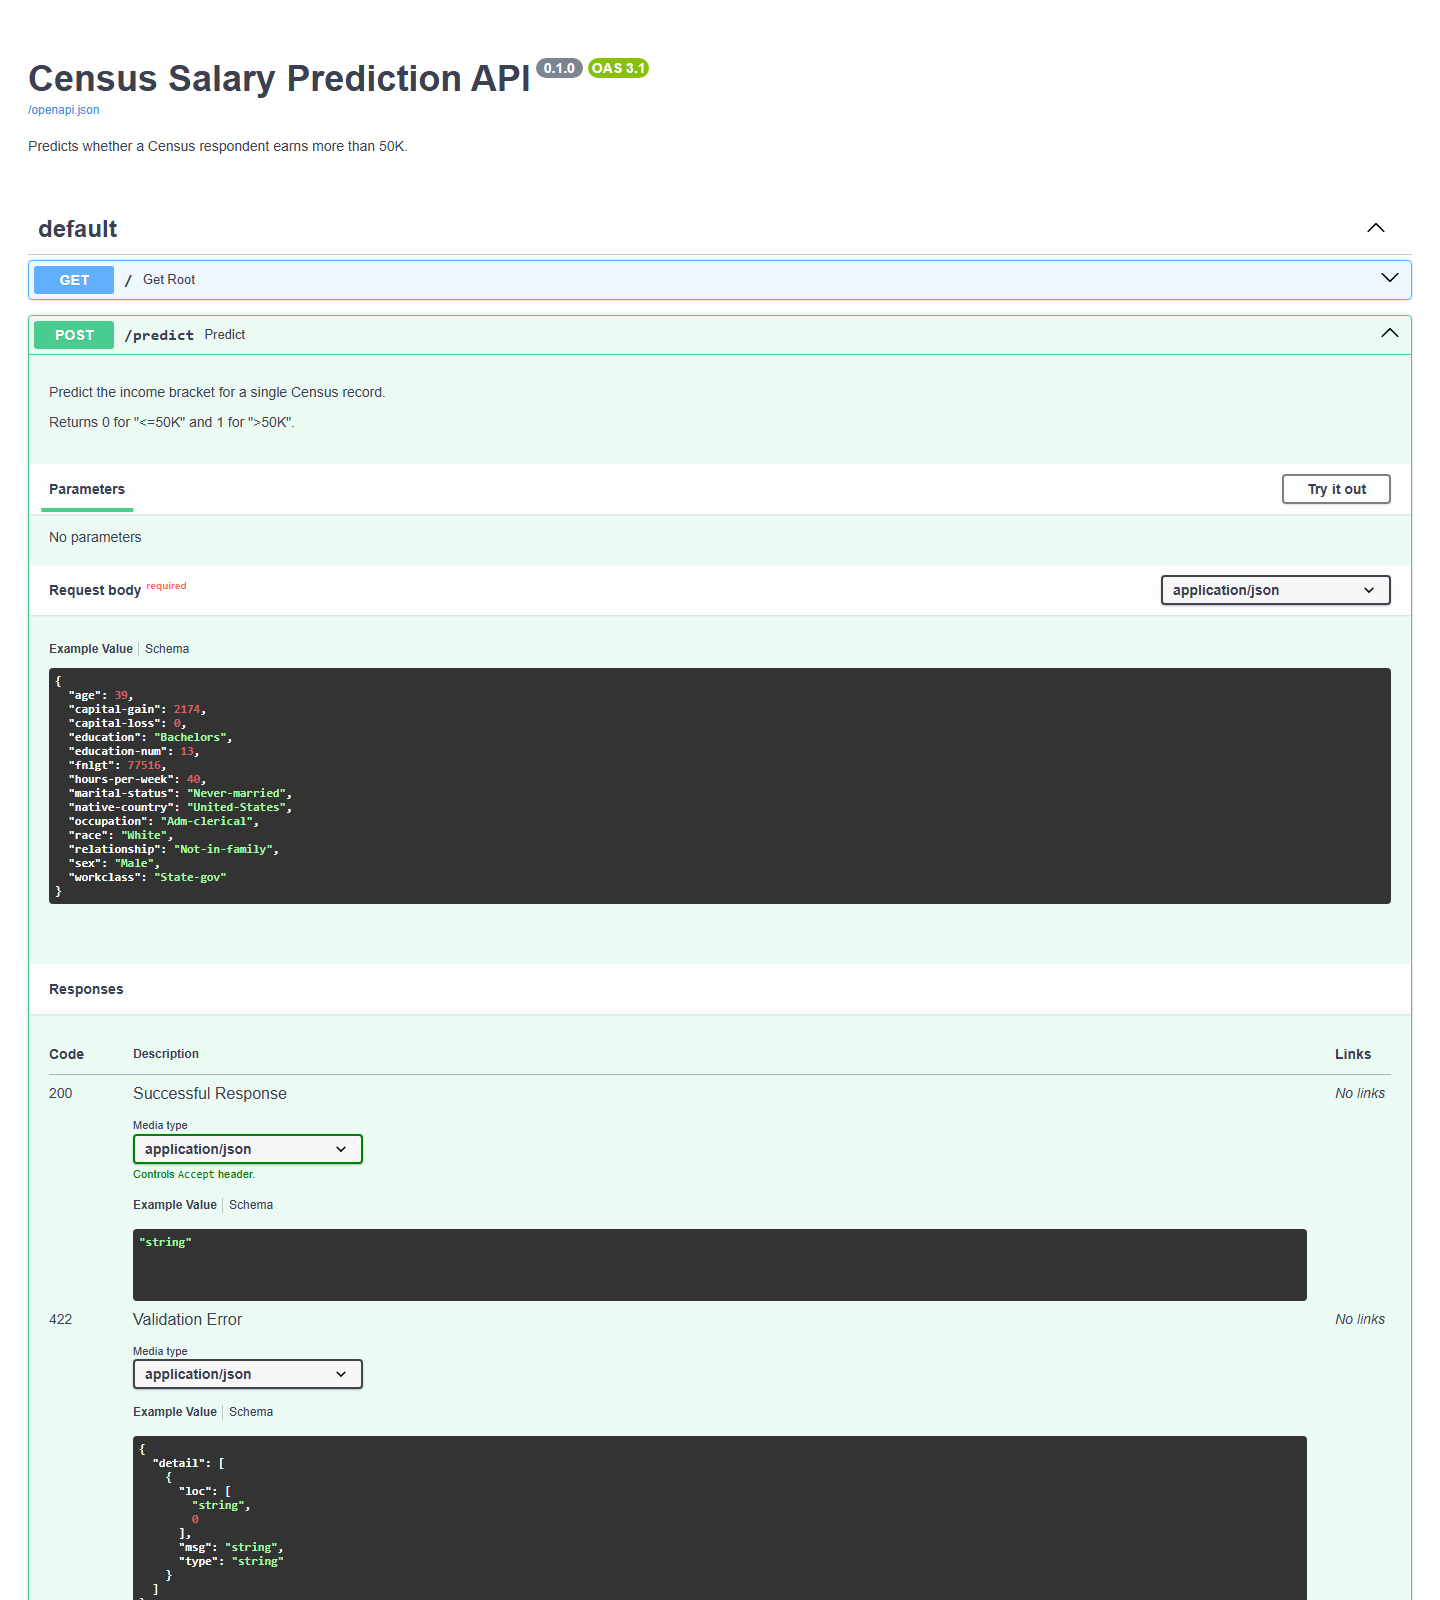 Census Salary Prediction API 0.1.0 OAS 3.1
/openapi.json
Predicts whether a Census respondent earns more than 50K.
default
GET / Get Root
POST /predict Predict
Predict the income bracket for a single Census record.
Returns 0 for "<=50K" and 1 for ">50K".
Parameters Try it out
No parameters
Request body required application/json
Example Value Schema
{
"age": 39,
"capital-gain": 2174,
"capital-loss": 0,
"education": "Bachelors",
"education-num": 13,
"fnlgt": 77516,
"hours-per-week": 40,
"marital-status": "Never-married",
"native-country": "United-States",
"occupation": "Adm-clerical",
"race": "White",
"relationship": "Not-in-family",
"sex": "Male",
"workclass": "State-gov"
}
Responses
Code Description Links
200 Successful Response No links
Media type
application/json
Controls Accept header.
Example Value Schema
"string"
422 Validation Error No links
Media type
application/json
Example Value Schema
{
"detail": [
{
"loc": [
"string",
0
],
"msg": "string",
"type": "string"
}
]